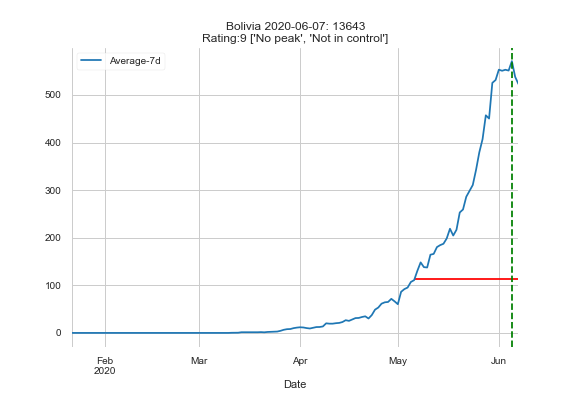 Bolivia 2020-06-07: 13643
Rating:9 ['No peak', 'Not in control']
Average-7d
500
400
300
200
100
0
Feb Mar Apr May Jun
2020
Date